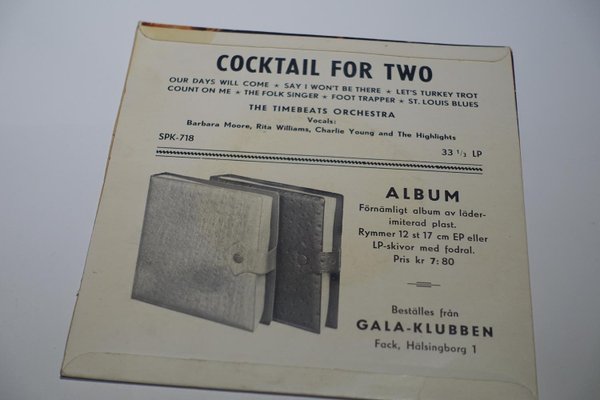 COCKTAIL FOR TWO
OUR DAYS WILL COME ★ SAY I WON'T BE THERE ★ LET'S TURKEY TROT
COUNT ON ME ★ THE FOLK SINGER ★ FOOT TRAPPER ★ ST. LOUIS BLUES
THE TIMEBEATS ORCHESTRA
Vocals:
Barbara Moore, Rita Williams, Charlie Young and The Highlights
SPK-718 33 1/3 LP
ALBUM
Förnämligt album av läder-
imiterad plast.
Rymmer 12 st 17 cm EP eller
LP-skivor med fodral.
Pris kr 7:80
Beställes från
GALA-KLUBBEN
Fack, Hälsingborg 1